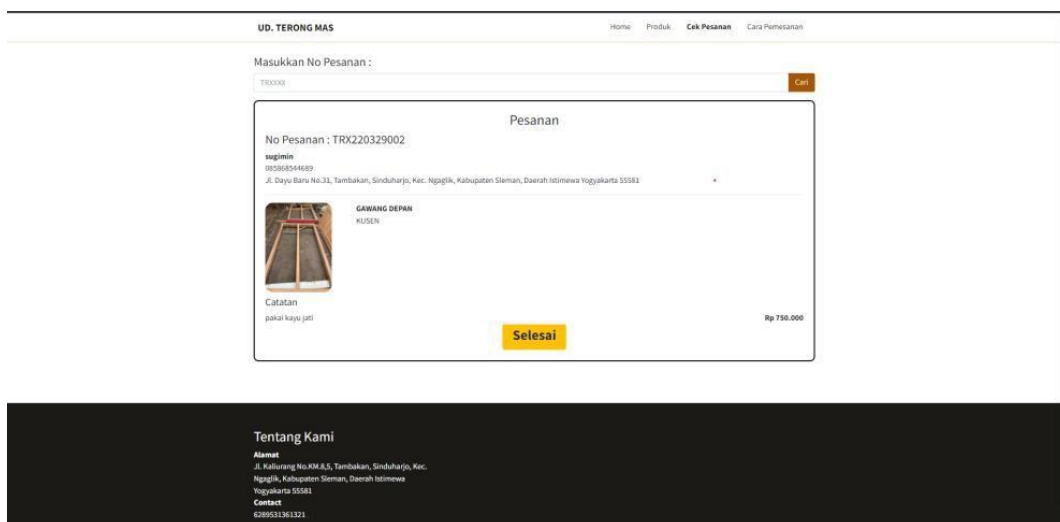 UD. TERONG MAS
Home Produk Cek Pesanan Cara Pemesanan
Masukkan No Pesanan :
TRXXXX Cari
Pesanan
No Pesanan : TRX220329002
sugimin
085868544689
Jl. Dayu Baru No.31, Tambakan, Sinduharjo, Kec. Ngaglik, Kabupaten Sleman, Daerah Istimewa Yogyakarta 55581
GAWANG DEPAN
KUSEN
Catatan
pakai kayu jati Rp 750.000
Selesai
Tentang Kami
Alamat
Jl. Kaliurang No.KM.8,5, Tambakan, Sinduharjo, Kec.
Ngaglik, Kabupaten Sleman, Daerah Istimewa
Yogyakarta 55581
Contact
6289531361321